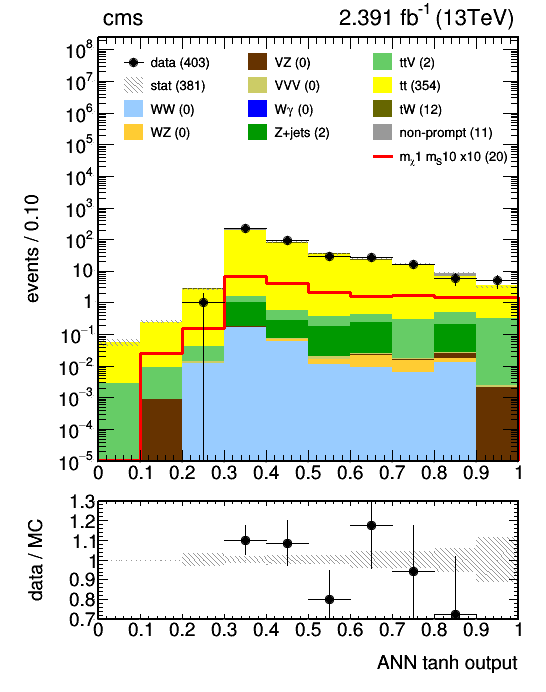 cms 2.391 fb⁻¹ (13TeV)
events / 0.10
10⁸
10⁷
10⁶
10⁵
10⁴
10³
10²
10
1
10⁻¹
10⁻²
10⁻³
10⁻⁴
10⁻⁵
data (403) VZ (0) ttV (2)
stat (381) VVV (0) tt (354)
WW (0) Wγ (0) tW (12)
WZ (0) Z+jets (2) non-prompt (11)
mχ1 mS10 x10 (20)
0 0.1 0.2 0.3 0.4 0.5 0.6 0.7 0.8 0.9 1
data / MC
1.3
1.2
1.1
1
0.9
0.8
0.7
0 0.1 0.2 0.3 0.4 0.5 0.6 0.7 0.8 0.9 1
ANN tanh output